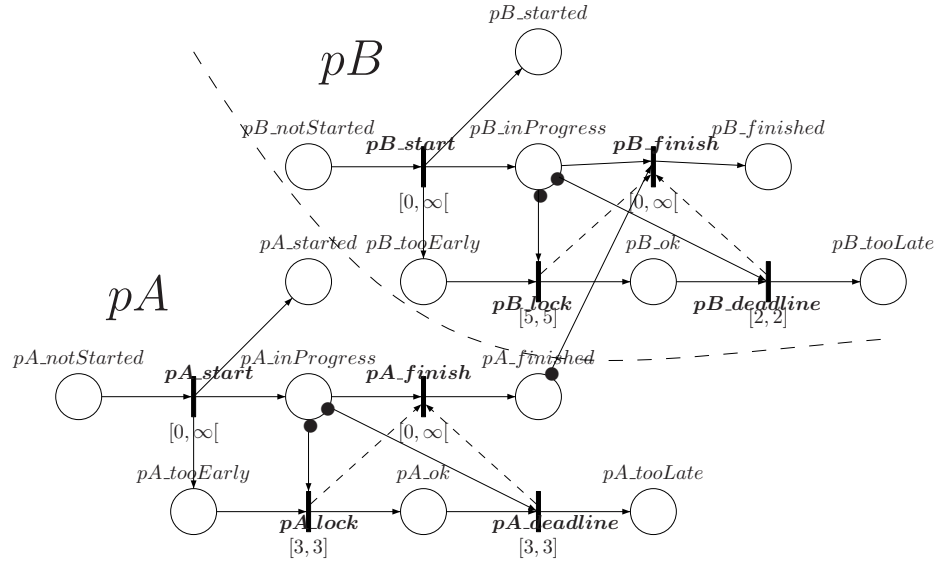 pB_started
pB
pB_notStarted
pB_start
pB_inProgress
pB_finish
pB_finished
[0, ∞[
[0, ∞[
pA_started
pB_tooEarly
pB_ok
pB_tooLate
pA
pB_lock
pB_deadline
[5, 5]
[2, 2]
pA_notStarted
pA_start
pA_inProgress
pA_finish
pA_finished
[0, ∞[
[0, ∞[
pA_tooEarly
pA_ok
pA_tooLate
pA_lock
pA_deadline
[3, 3]
[3, 3]